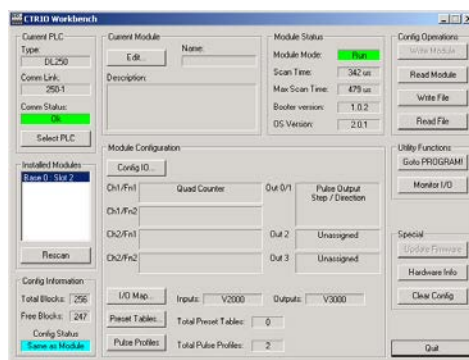 CTRIO Workbench
Current PLC
Type:
DL250
Comm Link:
250-1
Comm Status:
Ok
Select PLC
Installed Modules
Base 0 : Slot 2
Rescan
Config Information
Total Blocks: 256
Free Blocks: 247
Config Status
Same as Module
Current Module
Edit...
Name:
Description:
Module Status
Module Mode: Run
Scan Time: 342 us
Max Scan Time: 479 us
Booter version: 1.0.2
OS Version: 2.0.1
Module Configuration
Config IO...
Ch1/Fn1 Quad Counter
Ch1/Fn2
Ch2/Fn1
Ch2/Fn2
Out 0/1 Pulse Output
Step / Direction
Out 2 Unassigned
Out 3 Unassigned
I/O Map... Inputs: V2000 Outputs: V3000
Preset Tables... Total Preset Tables: 0
Pulse Profiles Total Pulse Profiles: 2
Config Operations
Write Module
Read Module
Write File
Read File
Utility Functions
Goto PROGRAM!
Monitor I/O
Special
Update Firmware
Hardware Info
Clear Config
Quit